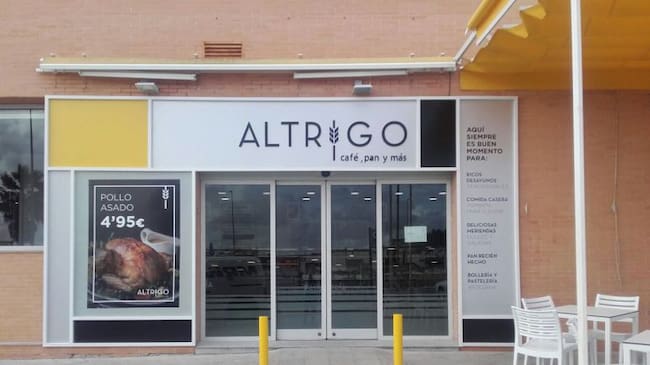 ALTRIGO
café, pan y más
POLLO
ASADO
4'95€
ALTRIGO
AQUÍ
SIEMPRE
ES BUEN
MOMENTO
PARA:
RICOS
DESAYUNOS
COMIDA CASERA
DELICIOSAS
MERIENDAS
PAN RECIÉN
HECHO
BOLLERÍA Y
PASTELERÍA